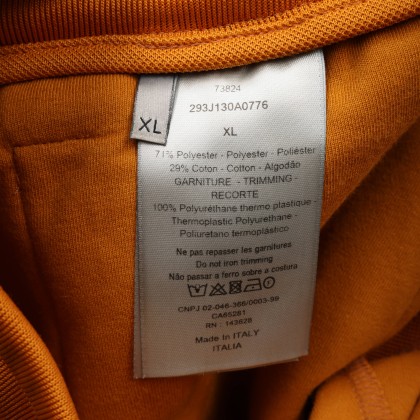 XL
73824
293J130A0776
XL
71% Polyester - Polyester - Poliéster
29% Coton - Cotton - Algodão
GARNITURE - TRIMMING -
RECORTE
100% Polyuréthane thermo plastique -
Thermoplastic Polyurethane -
Poliuretano termoplástico
Ne pas repasser les garnitures
Do not iron trimming
Não passar a ferro sobre a costura
CNPJ 02-046-366/0003-98
CA65281
RN : 143628
Made In ITALY
ITALIA